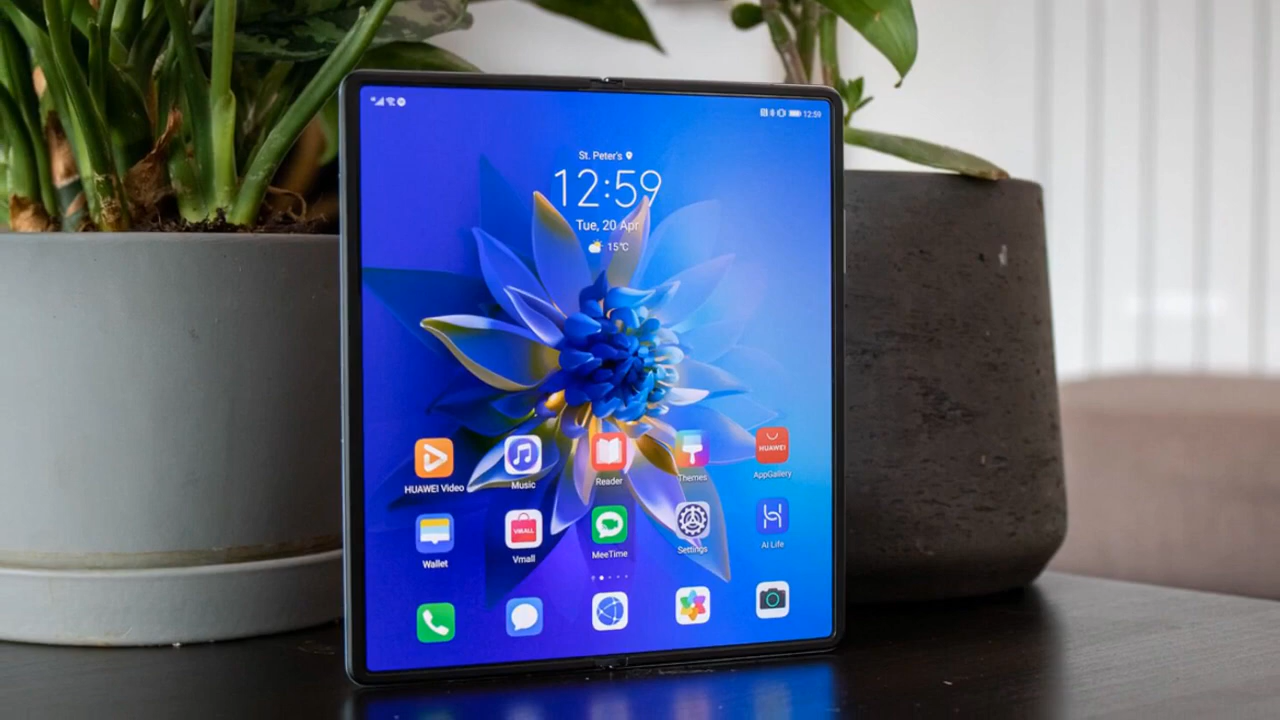 12:59
St. Peter's
12:59
Tue, 20 Apr
15°C
HUAWEI Video
Music
Reader
Themes
HUAWEI
AppGallery
Wallet
VMALL
Vmall
MeeTime
Settings
AI Life